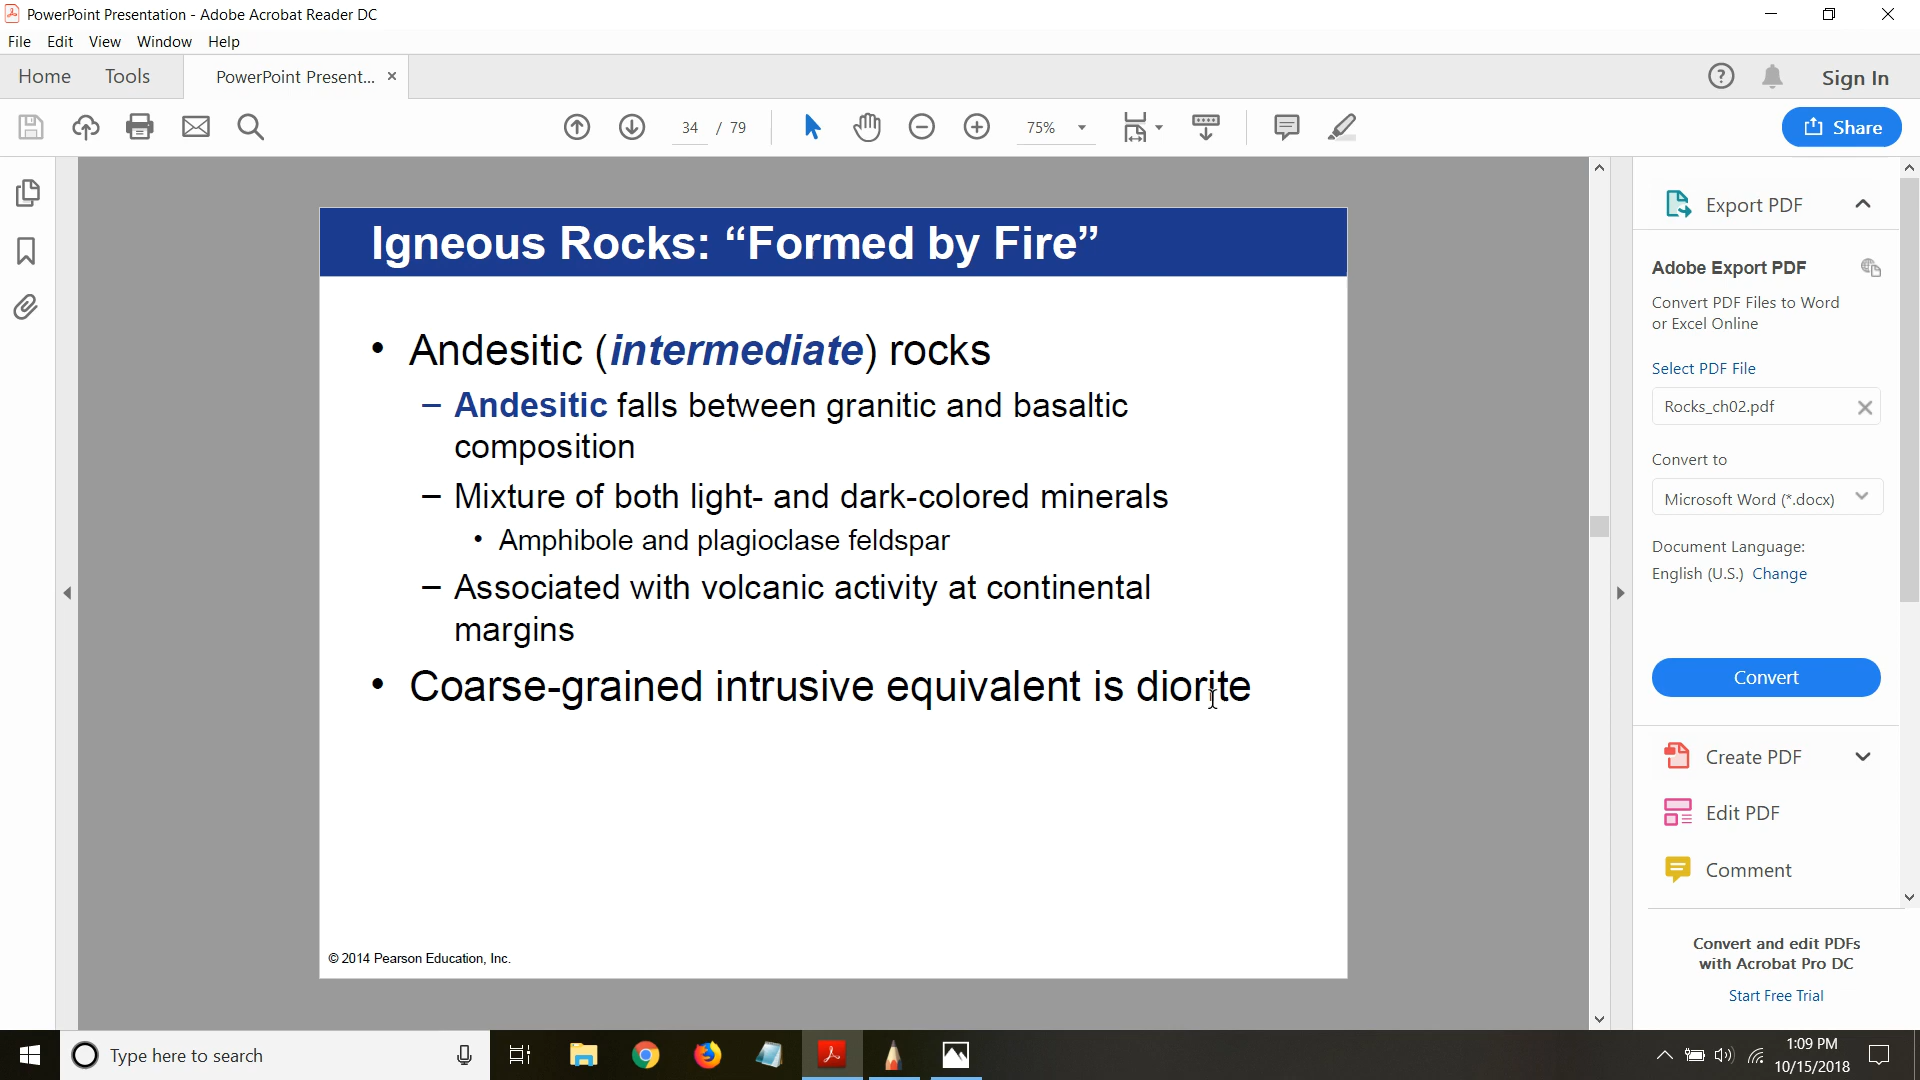 PowerPoint Presentation - Adobe Acrobat Reader DC
File Edit View Window Help
Home Tools PowerPoint Present... × Sign In
34 / 79 75% Share
Igneous Rocks: “Formed by Fire”
• Andesitic (intermediate) rocks
– Andesitic falls between granitic and basaltic
composition
– Mixture of both light- and dark-colored minerals
• Amphibole and plagioclase feldspar
– Associated with volcanic activity at continental
margins
• Coarse-grained intrusive equivalent is diorite
© 2014 Pearson Education, Inc.
Export PDF
Adobe Export PDF
Convert PDF Files to Word
or Excel Online
Select PDF File
Rocks_ch02.pdf
Convert to
Microsoft Word (*.docx)
Document Language:
English (U.S.) Change
Convert
Create PDF
Edit PDF
Comment
Convert and edit PDFs
with Acrobat Pro DC
Start Free Trial
Type here to search
1:09 PM
10/15/2018